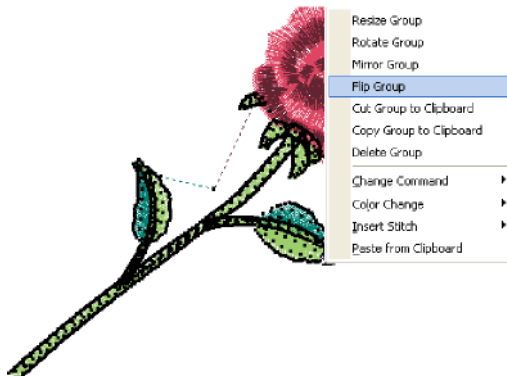 Resize Group
Rotate Group
Mirror Group
Flip Group
Cut Group to Clipboard
Copy Group to Clipboard
Delete Group
Change Command
Color Change
Insert Stitch
Paste from Clipboard